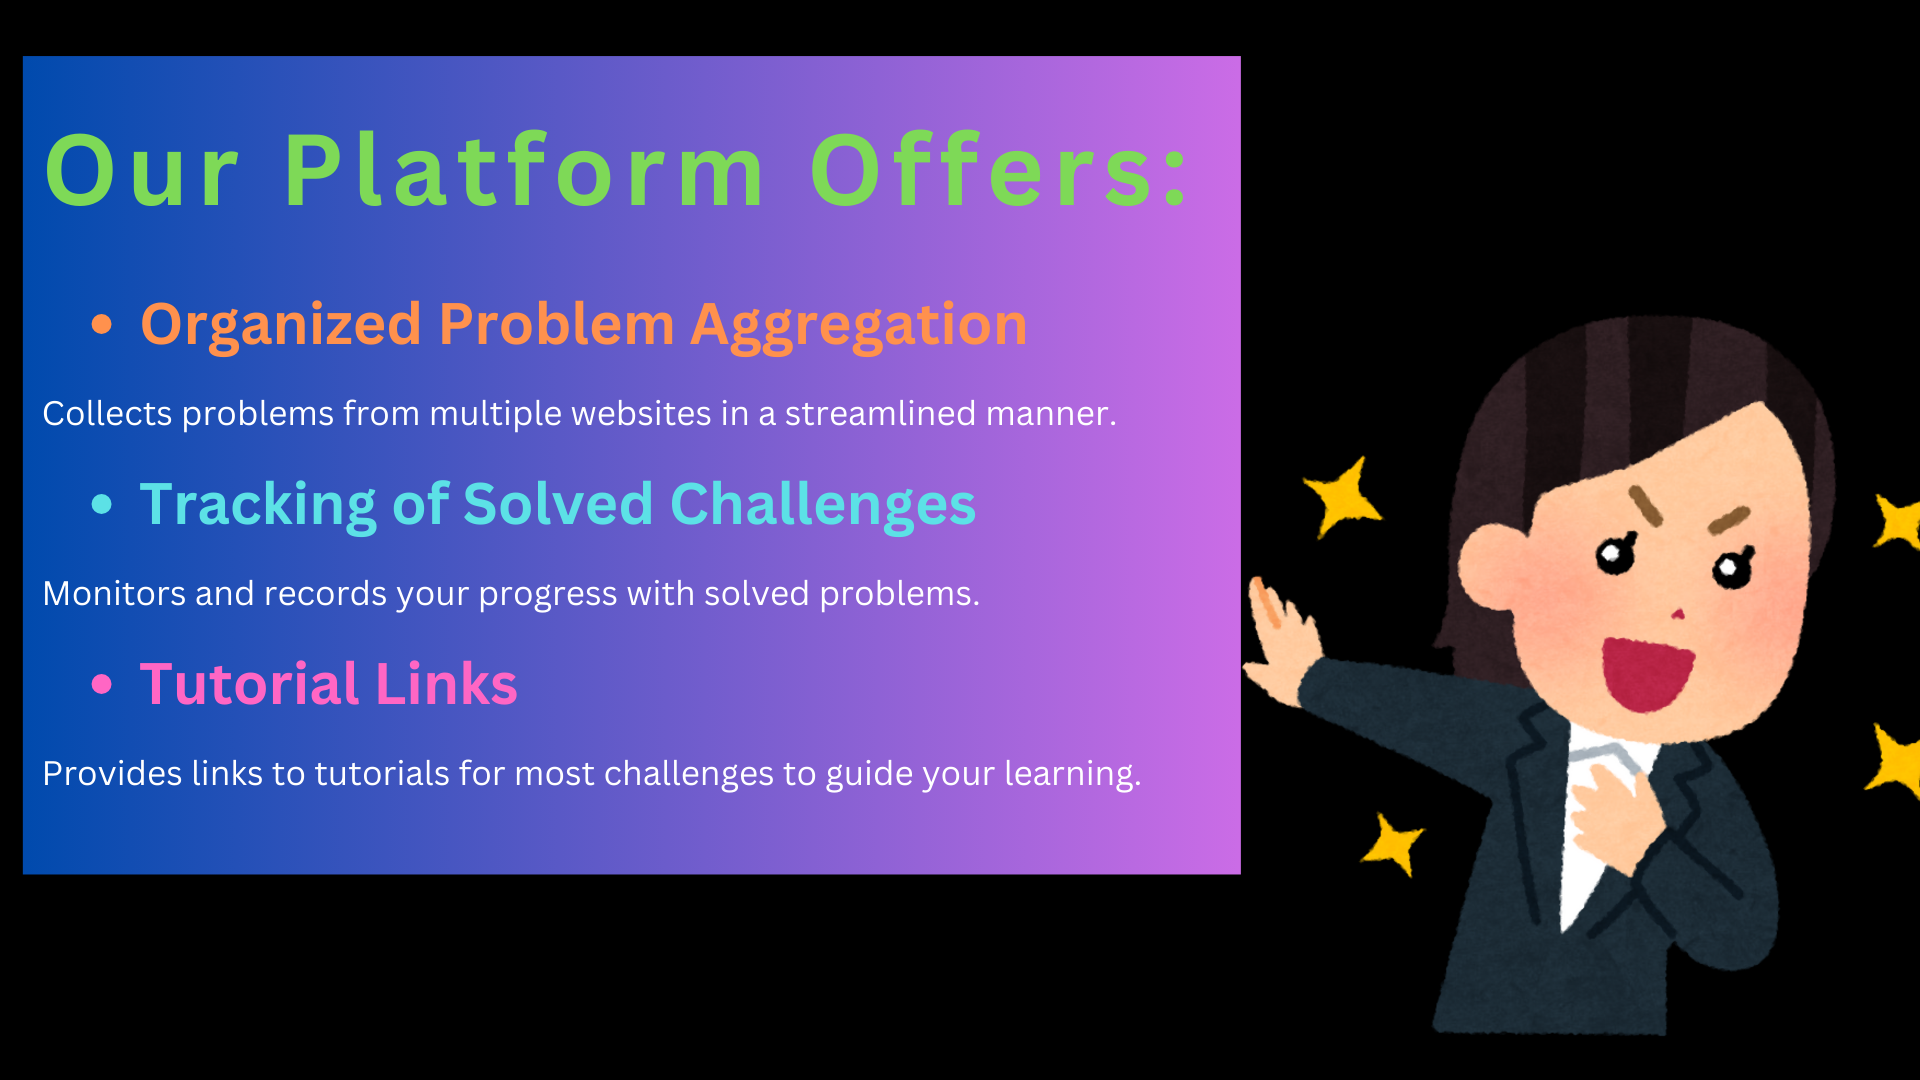 Our Platform Offers:
• Organized Problem Aggregation
Collects problems from multiple websites in a streamlined manner.
• Tracking of Solved Challenges
Monitors and records your progress with solved problems.
• Tutorial Links
Provides links to tutorials for most challenges to guide your learning.